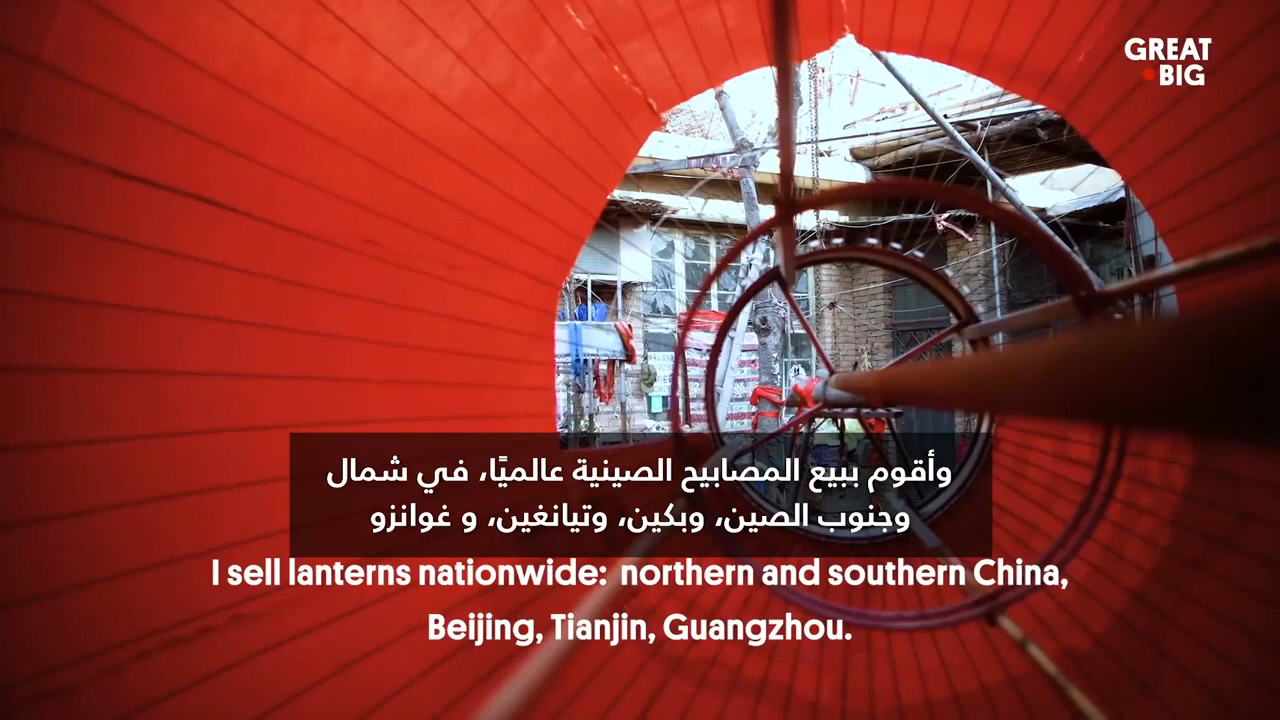 GREAT
BIG
وأقوم ببيع المصابيح الصينية عالميًا، في شمال
وجنوب الصين، وبكين، وتيانغين، و غوانزو
I sell lanterns nationwide: northern and southern China,
Beijing, Tianjin, Guangzhou.